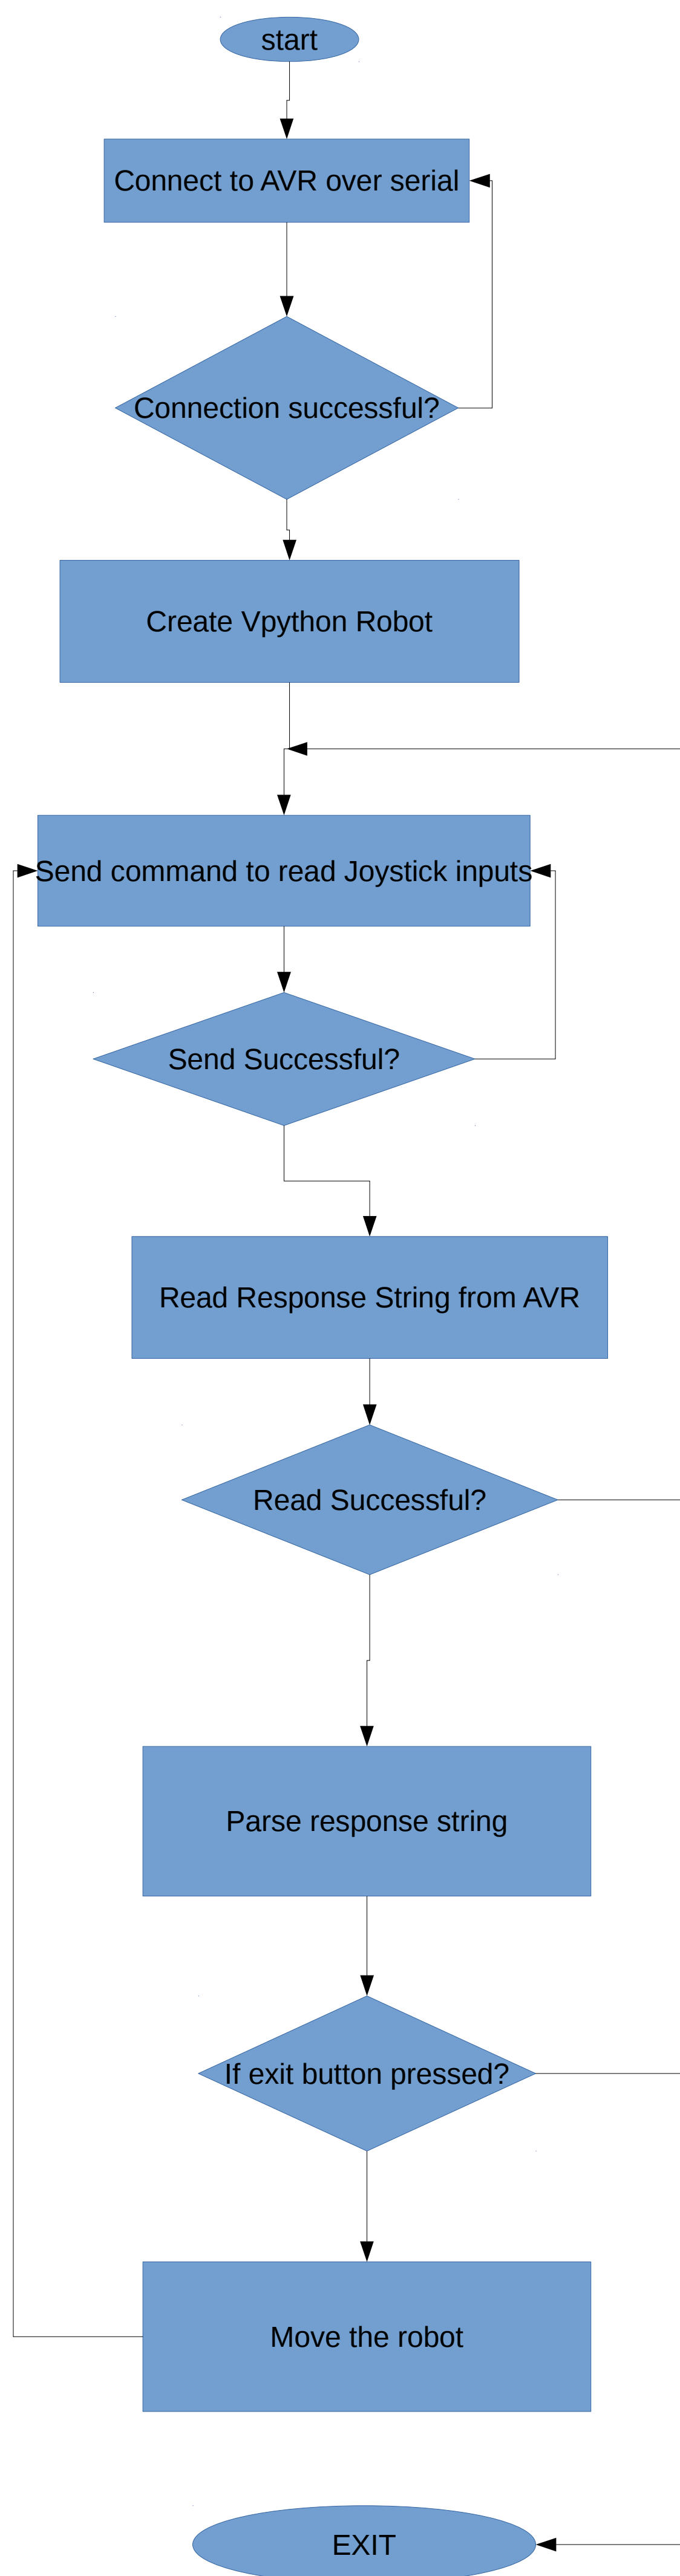 start
Connect to AVR over serial
Connection successful?
Create Vpython Robot
Send command to read Joystick inputs
Send Successful?
Read Response String from AVR
Read Successful?
Parse response string
If exit button pressed?
Move the robot
EXIT